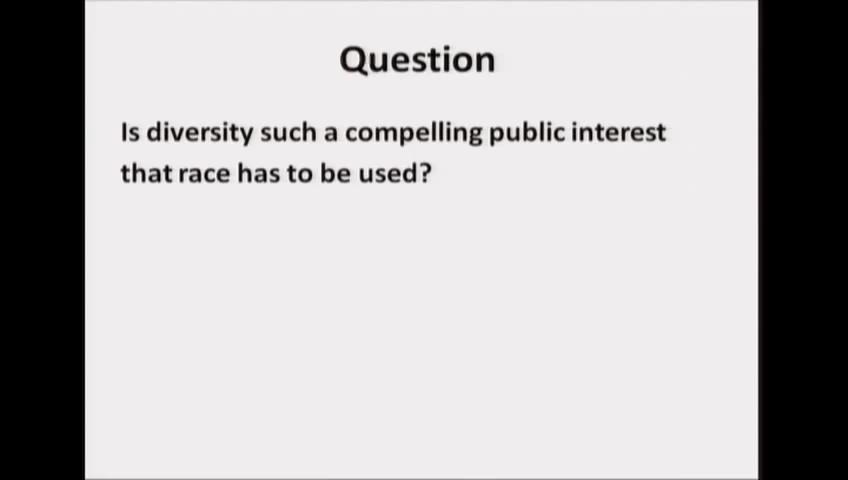 Question
Is diversity such a compelling public interest
that race has to be used?